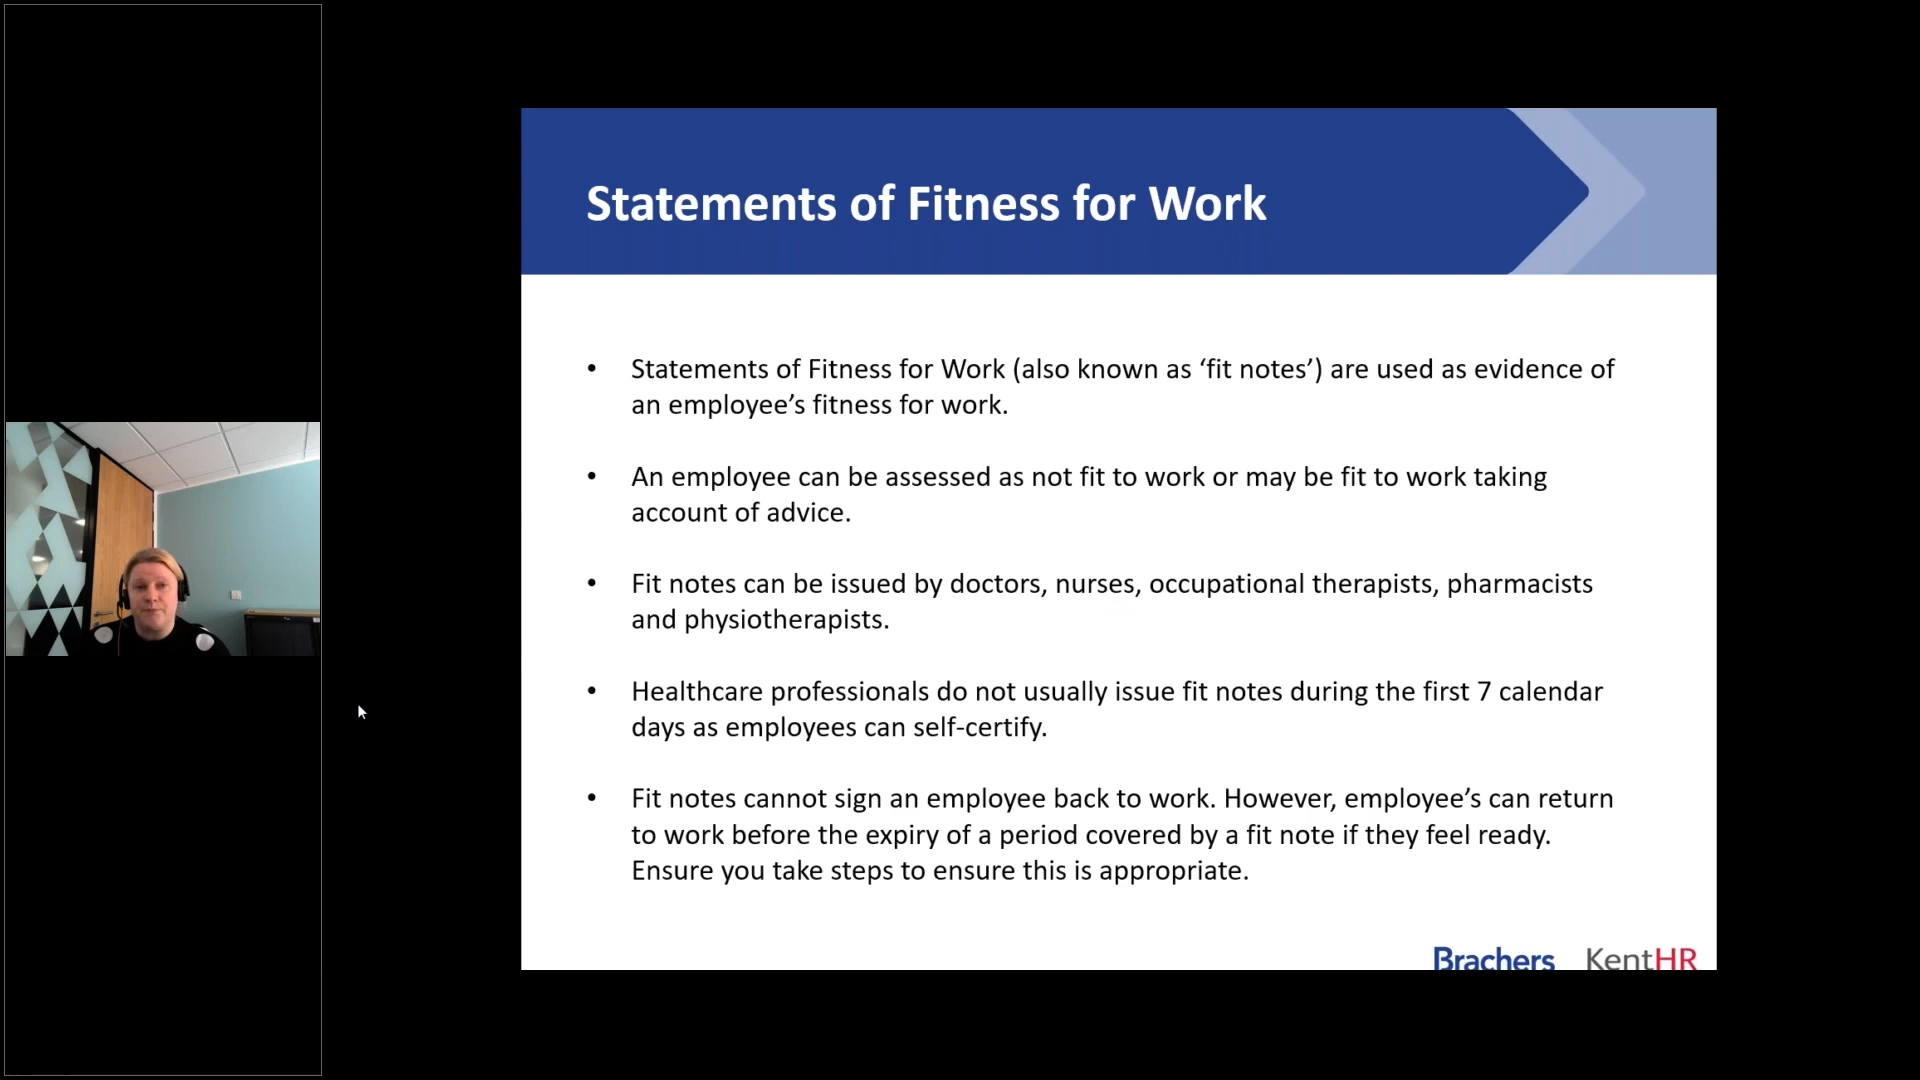 Statements of Fitness for Work
• Statements of Fitness for Work (also known as ‘fit notes’) are used as evidence of
an employee’s fitness for work.
• An employee can be assessed as not fit to work or may be fit to work taking
account of advice.
• Fit notes can be issued by doctors, nurses, occupational therapists, pharmacists
and physiotherapists.
• Healthcare professionals do not usually issue fit notes during the first 7 calendar
days as employees can self-certify.
• Fit notes cannot sign an employee back to work. However, employee’s can return
to work before the expiry of a period covered by a fit note if they feel ready.
Ensure you take steps to ensure this is appropriate.
Brachers KentHR